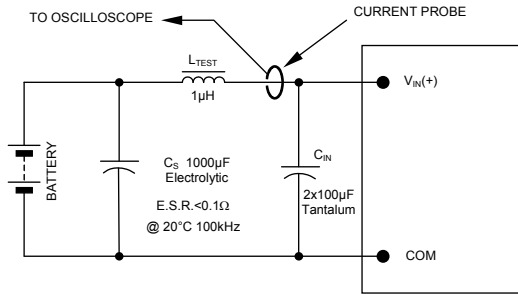 TO OSCILLOSCOPE
CURRENT PROBE
LTEST
1µH
VIN(+)
BATTERY
CS 1000µF
Electrolytic
E.S.R.<0.1Ω
@ 20°C 100kHz
CIN
2x100µF
Tantalum
COM